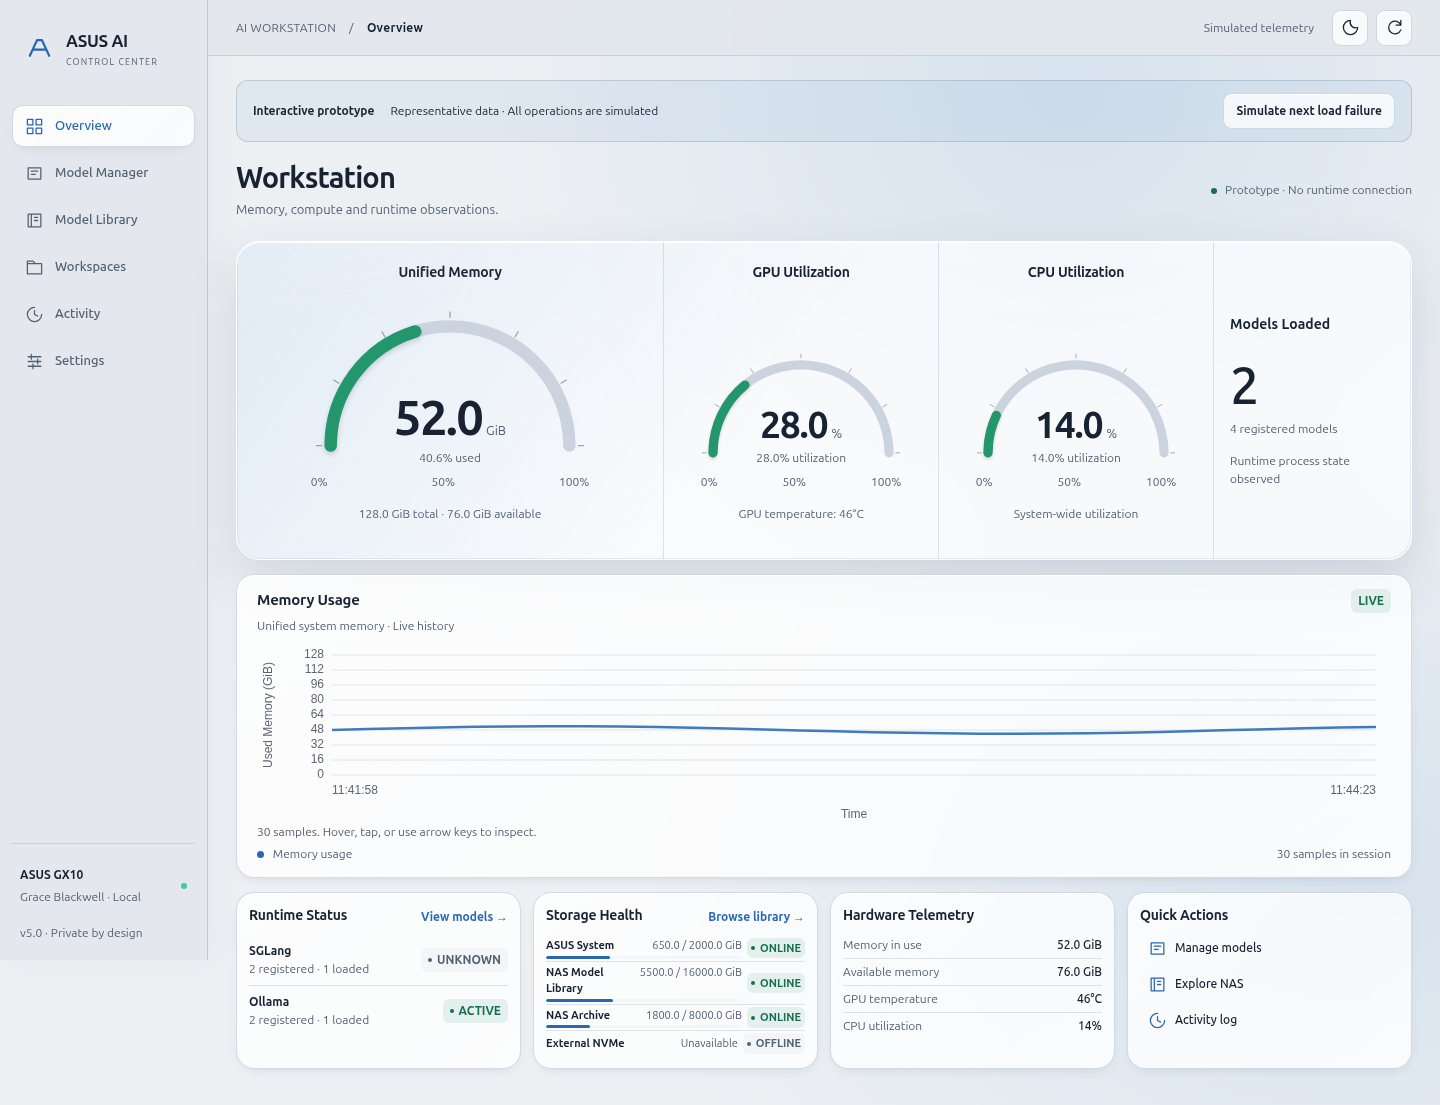 ASUS AI
CONTROL CENTER
Overview
Model Manager
Model Library
Workspaces
Activity
Settings
ASUS GX10
Grace Blackwell · Local
v5.0 · Private by design
AI WORKSTATION / Overview
Simulated telemetry
Interactive prototype Representative data · All operations are simulated
Simulate next load failure
Workstation
Memory, compute and runtime observations.
Prototype · No runtime connection
Unified Memory
52.0 GiB
40.6% used
0% 50% 100%
128.0 GiB total · 76.0 GiB available
GPU Utilization
28.0 %
28.0% utilization
0% 50% 100%
GPU temperature: 46°C
CPU Utilization
14.0 %
14.0% utilization
0% 50% 100%
System-wide utilization
Models Loaded
2
4 registered models
Runtime process state
observed
Memory Usage
LIVE
Unified system memory · Live history
Used Memory (GiB)
128
112
96
80
64
48
32
16
0
11:41:58 11:44:23
Time
30 samples. Hover, tap, or use arrow keys to inspect.
Memory usage
30 samples in session
Runtime Status
View models →
SGLang
2 registered · 1 loaded
UNKNOWN
Ollama
2 registered · 1 loaded
ACTIVE
Storage Health
Browse library →
ASUS System 650.0 / 2000.0 GiB ONLINE
NAS Model
Library
5500.0 / 16000.0 GiB ONLINE
NAS Archive 1800.0 / 8000.0 GiB ONLINE
External NVMe Unavailable OFFLINE
Hardware Telemetry
Memory in use 52.0 GiB
Available memory 76.0 GiB
GPU temperature 46°C
CPU utilization 14%
Quick Actions
Manage models
Explore NAS
Activity log